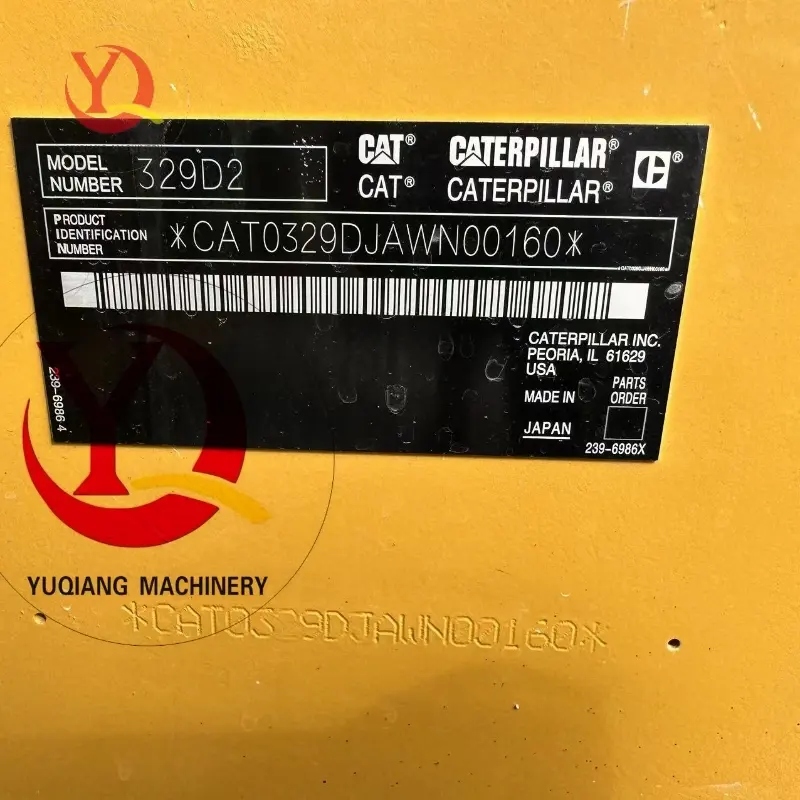 MODEL NUMBER 329D2
CAT® CATERPILLAR® C®
CAT® CATERPILLAR®
PRODUCT IDENTIFICATION NUMBER *CAT0329DJAWN00160*
CATERPILLAR INC.
PEORIA, IL 61629
USA
MADE IN
JAPAN
PARTS ORDER
239-6986X
239-6986 4
YUQIANG MACHINERY
*CAT0329DJAWN00160*